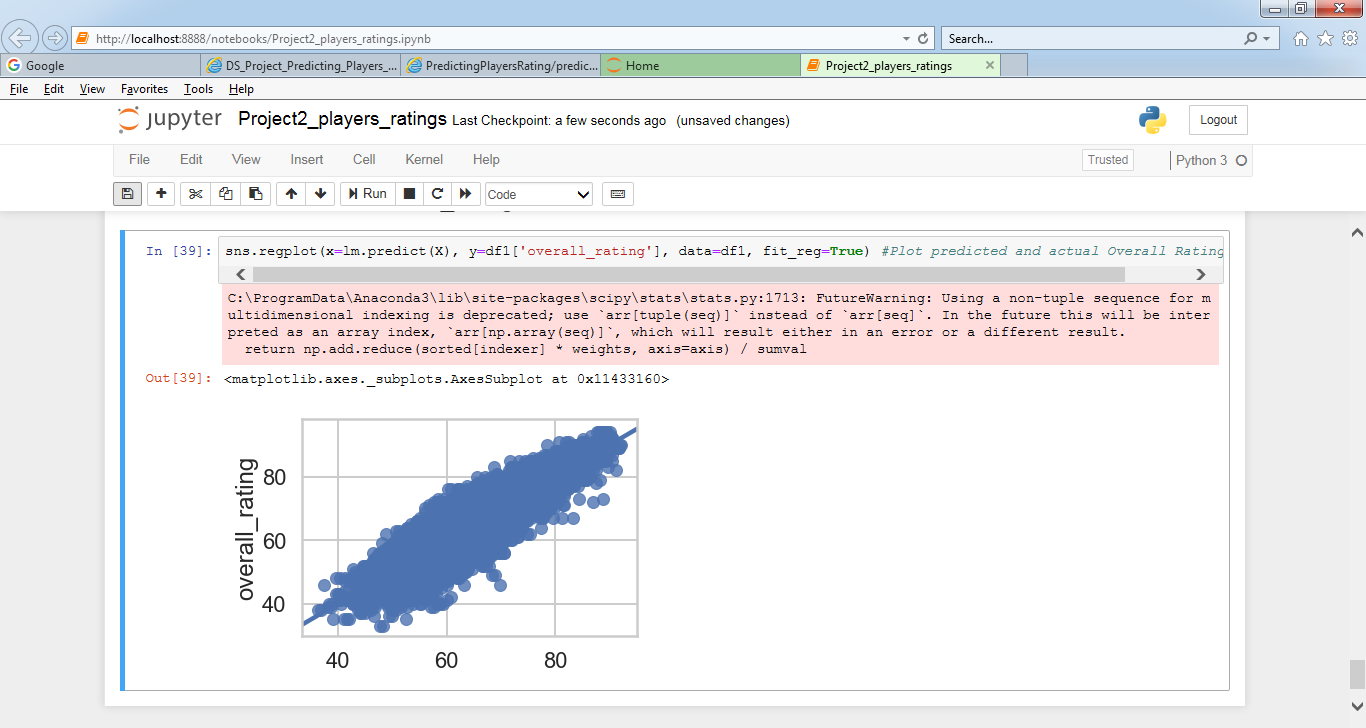 http://localhost:8888/notebooks/Project2_players_ratings.ipynb
Search...
Google
DS_Project_Predicting_Players_...
PredictingPlayersRating/predic...
Home
Project2_players_ratings
File Edit View Favorites Tools Help
jupyter Project2_players_ratings Last Checkpoint: a few seconds ago (unsaved changes)
Logout
File Edit View Insert Cell Kernel Help
Trusted
Python 3
Run
Code
In [39]: sns.regplot(x=lm.predict(X), y=df1['overall_rating'], data=df1, fit_reg=True) #Plot predicted and actual Overall Rating
C:\ProgramData\Anaconda3\lib\site-packages\scipy\stats\stats.py:1713: FutureWarning: Using a non-tuple sequence for m
ultidimensional indexing is deprecated; use `arr[tuple(seq)]` instead of `arr[seq]`. In the future this will be inter
preted as an array index, `arr[np.array(seq)]`, which will result either in an error or a different result.
return np.add.reduce(sorted[indexer] * weights, axis=axis) / sumval
Out[39]: <matplotlib.axes._subplots.AxesSubplot at 0x11433160>
overall_rating
80
60
40
40 60 80